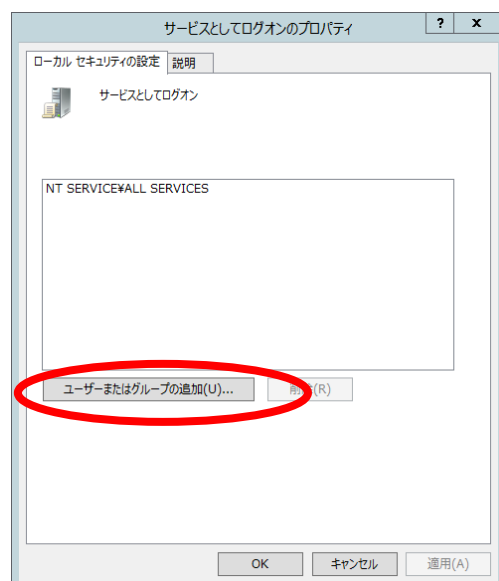 サービスとしてログオンのプロパティ
? x
ローカル セキュリティの設定 説明
サービスとしてログオン
NT SERVICE¥ALL SERVICES
ユーザーまたはグループの追加(U)... 削除(R)
OK キャンセル 適用(A)